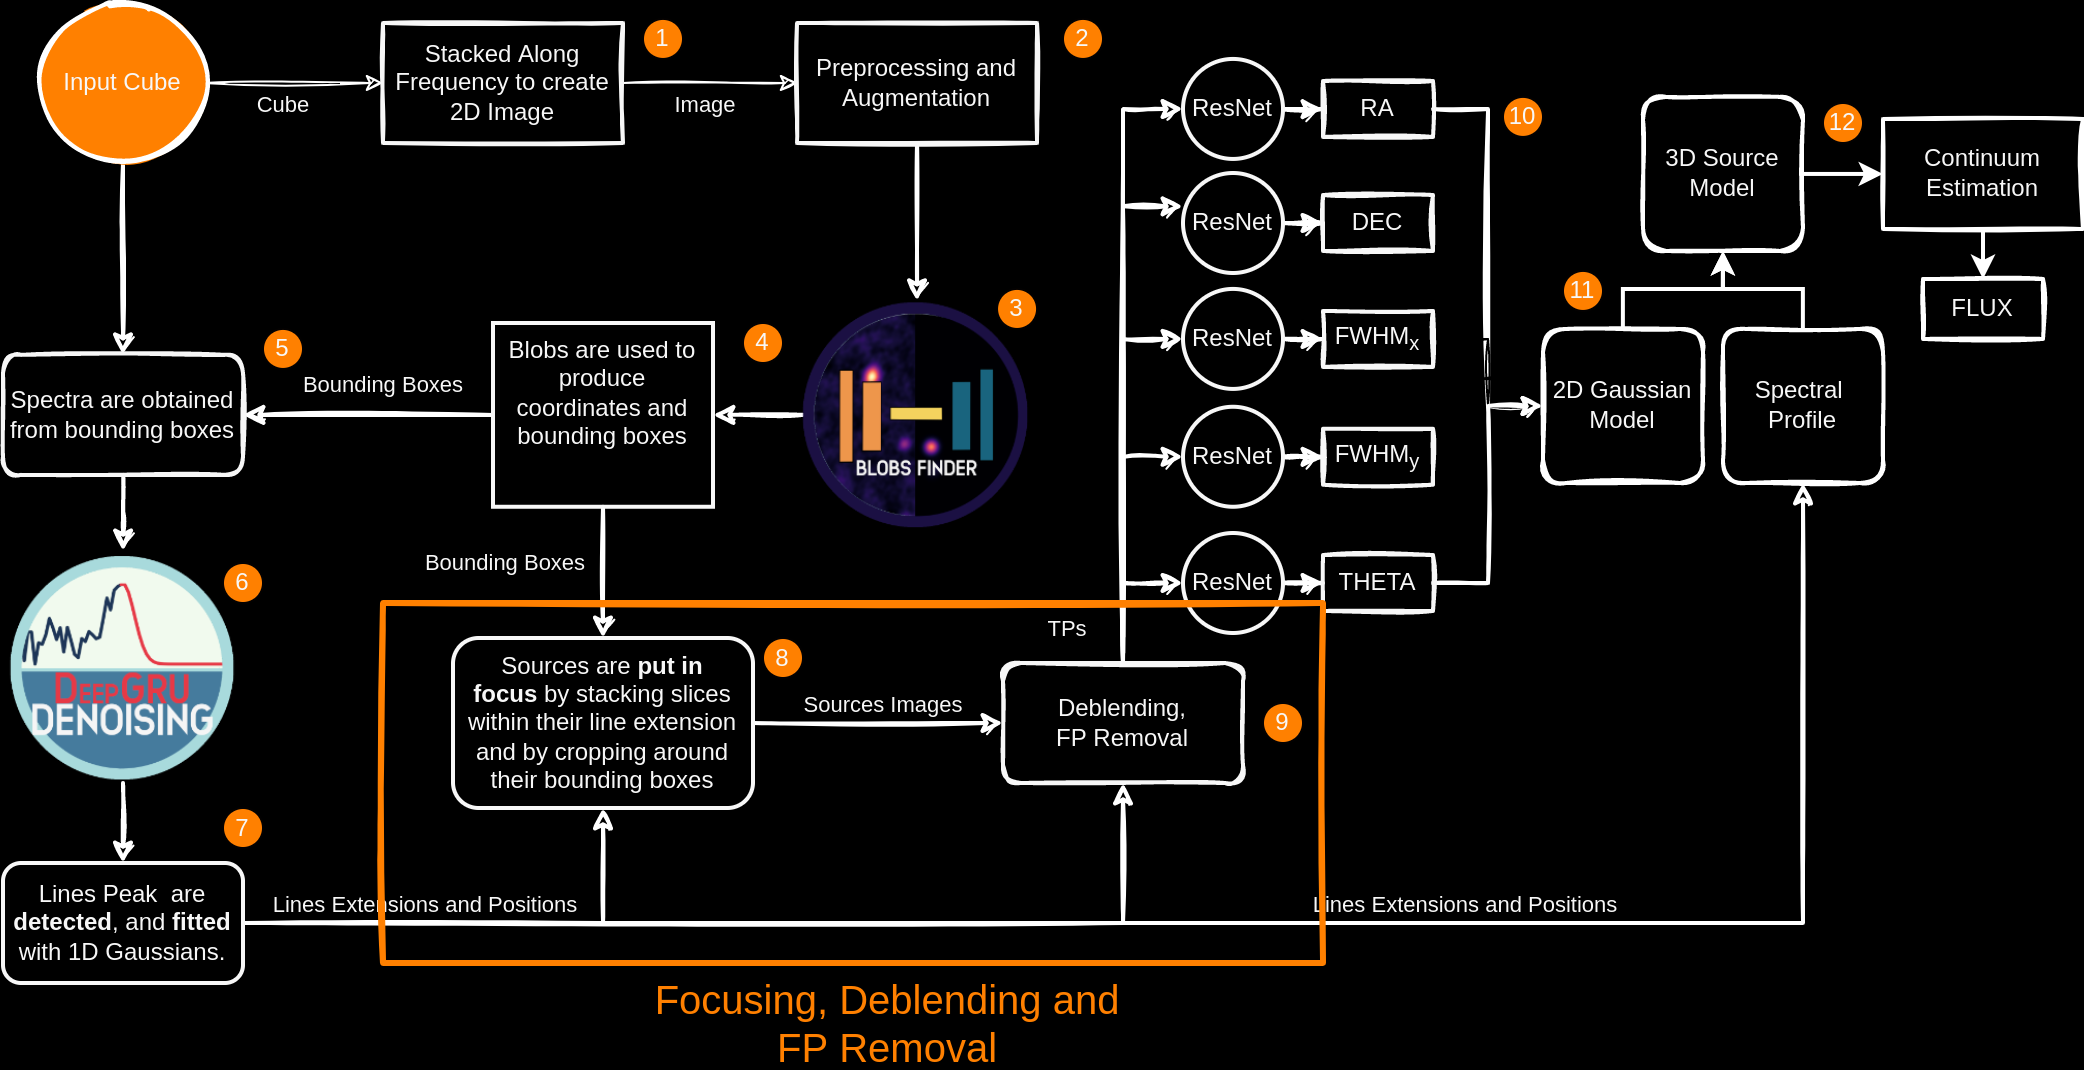 Input Cube
Cube
Stacked Along
Frequency to create
2D Image
1
Image
Preprocessing and
Augmentation
2
3
BLOBS FINDER
4
Blobs are used to
produce
coordinates and
bounding boxes
Bounding Boxes
5
Spectra are obtained
from bounding boxes
6
DEEPGRU
DENOISING
7
Lines Peak  are
detected, and fitted
with 1D Gaussians.
Lines Extensions and Positions
Bounding Boxes
Sources are put in
focus by stacking slices
within their line extension
and by cropping around
their bounding boxes
8
Sources Images
Deblending,
FP Removal
9
TPs
Focusing, Deblending and
FP Removal
Lines Extensions and Positions
ResNet
RA
ResNet
DEC
ResNet
FWHMx
ResNet
FWHMy
ResNet
THETA
10
2D Gaussian
Model
11
Spectral
Profile
3D Source
Model
12
Continuum
Estimation
FLUX